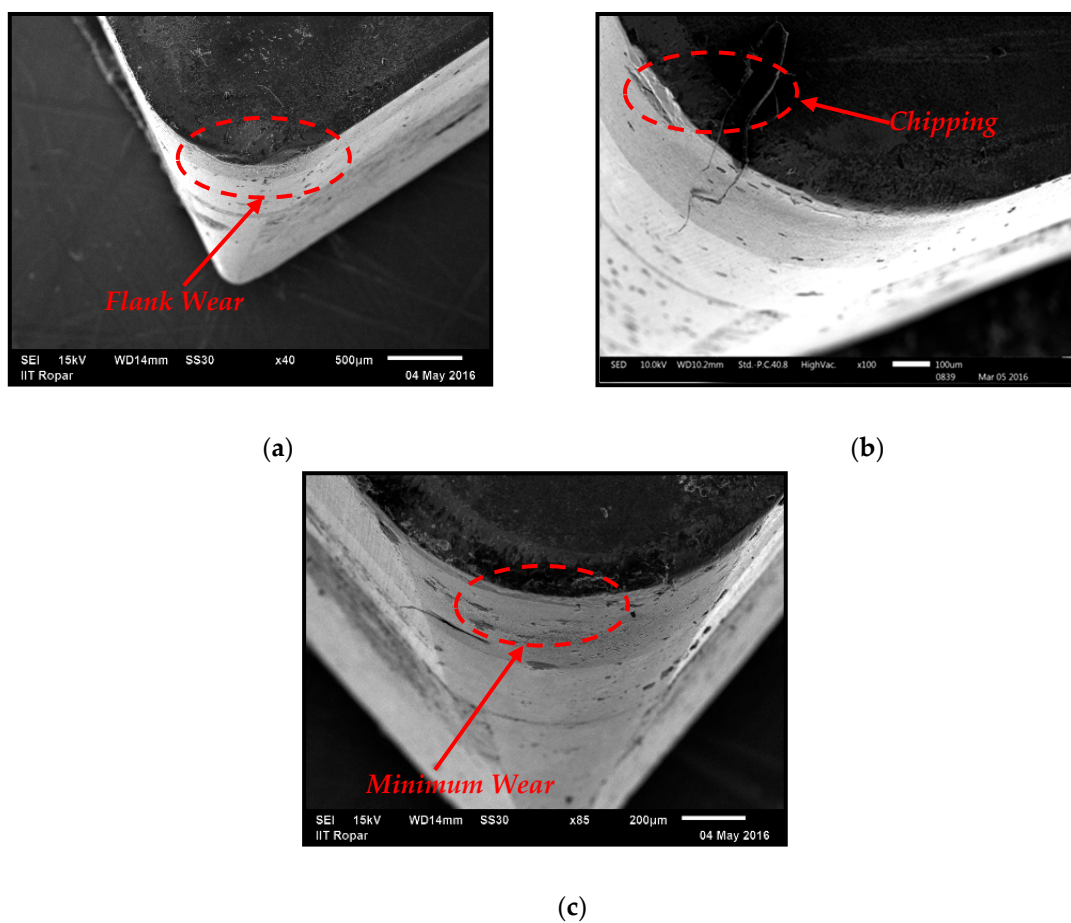 Flank Wear
SEI 15kV WD14mm SS30 x40 500µm
IIT Ropar 04 May 2016
Chipping
SED 10.0kV WD10.2mm Std.-P.C.40.8 HighVac. x100 100um
0839 Mar 05 2016
(a)
(b)
Minimum Wear
SEI 15kV WD14mm SS30 x85 200µm
IIT Ropar 04 May 2016
(c)